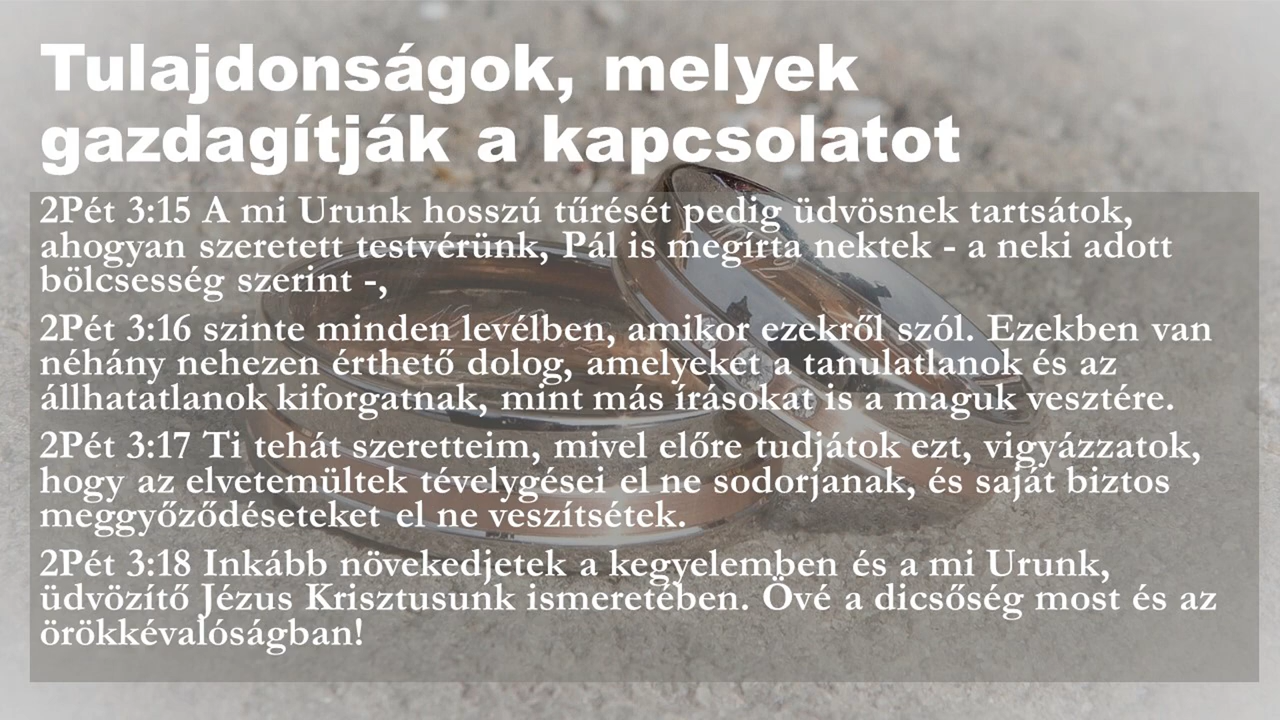 Tulajdonságok, melyek
gazdagítják a kapcsolatot
2Pét 3:15 A mi Urunk hosszú tűrését pedig üdvösnek tartsátok,
ahogyan szeretett testvérünk, Pál is megírta nektek - a neki adott
bölcsesség szerint -,
2Pét 3:16 szinte minden levélben, amikor ezekről szól. Ezekben van
néhány nehezen érthető dolog, amelyeket a tanulatlanok és az
állhatatlanok kiforgatnak, mint más írásokat is a maguk vesztére.
2Pét 3:17 Ti tehát szeretteim, mivel előre tudjátok ezt, vigyázzatok,
hogy az elvetemültek tévelygései el ne sodorjanak, és saját biztos
meggyőződéseteket el ne veszítsétek.
2Pét 3:18 Inkább növekedjetek a kegyelemben és a mi Urunk,
üdvözítő Jézus Krisztusunk ismeretében. Övé a dicsőség most és az
örökkévalóságban!